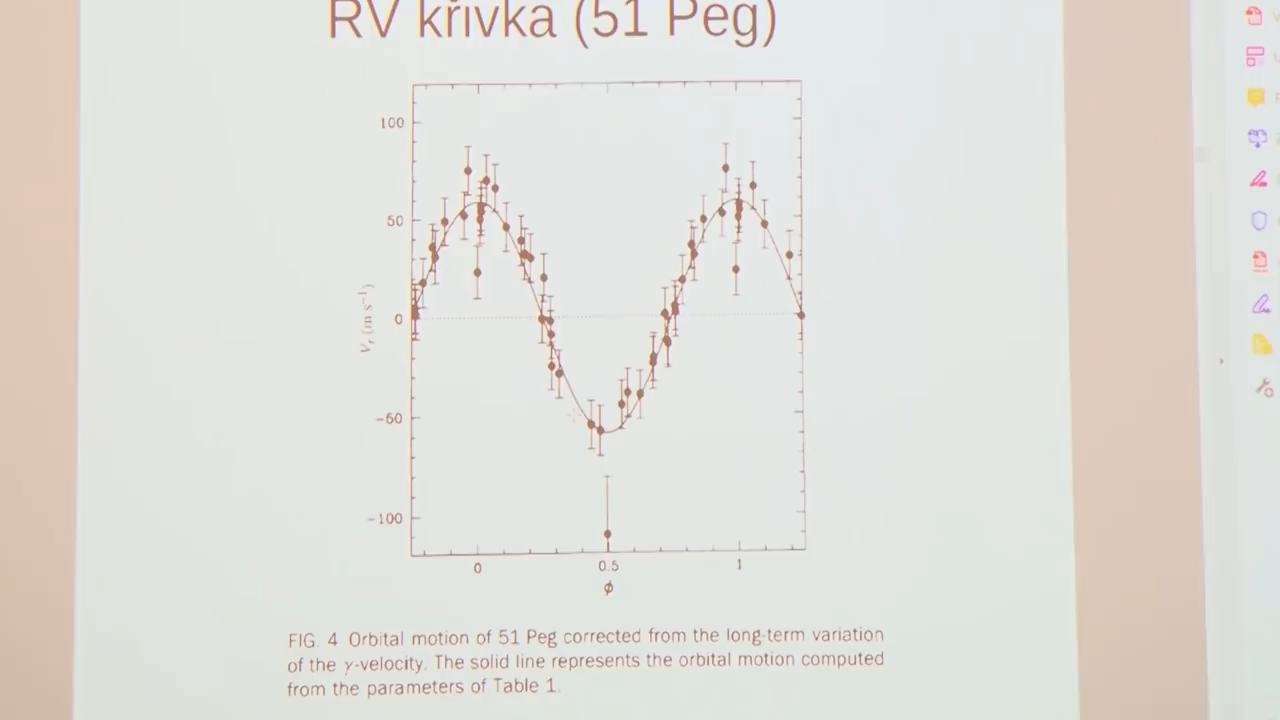 RV křivka (51 Peg)
100
50
0
-50
-100
Vr (m s⁻¹)
0
0.5
1
ϕ
FIG. 4 Orbital motion of 51 Peg corrected from the long-term variation
of the γ-velocity. The solid line represents the orbital motion computed
from the parameters of Table 1.